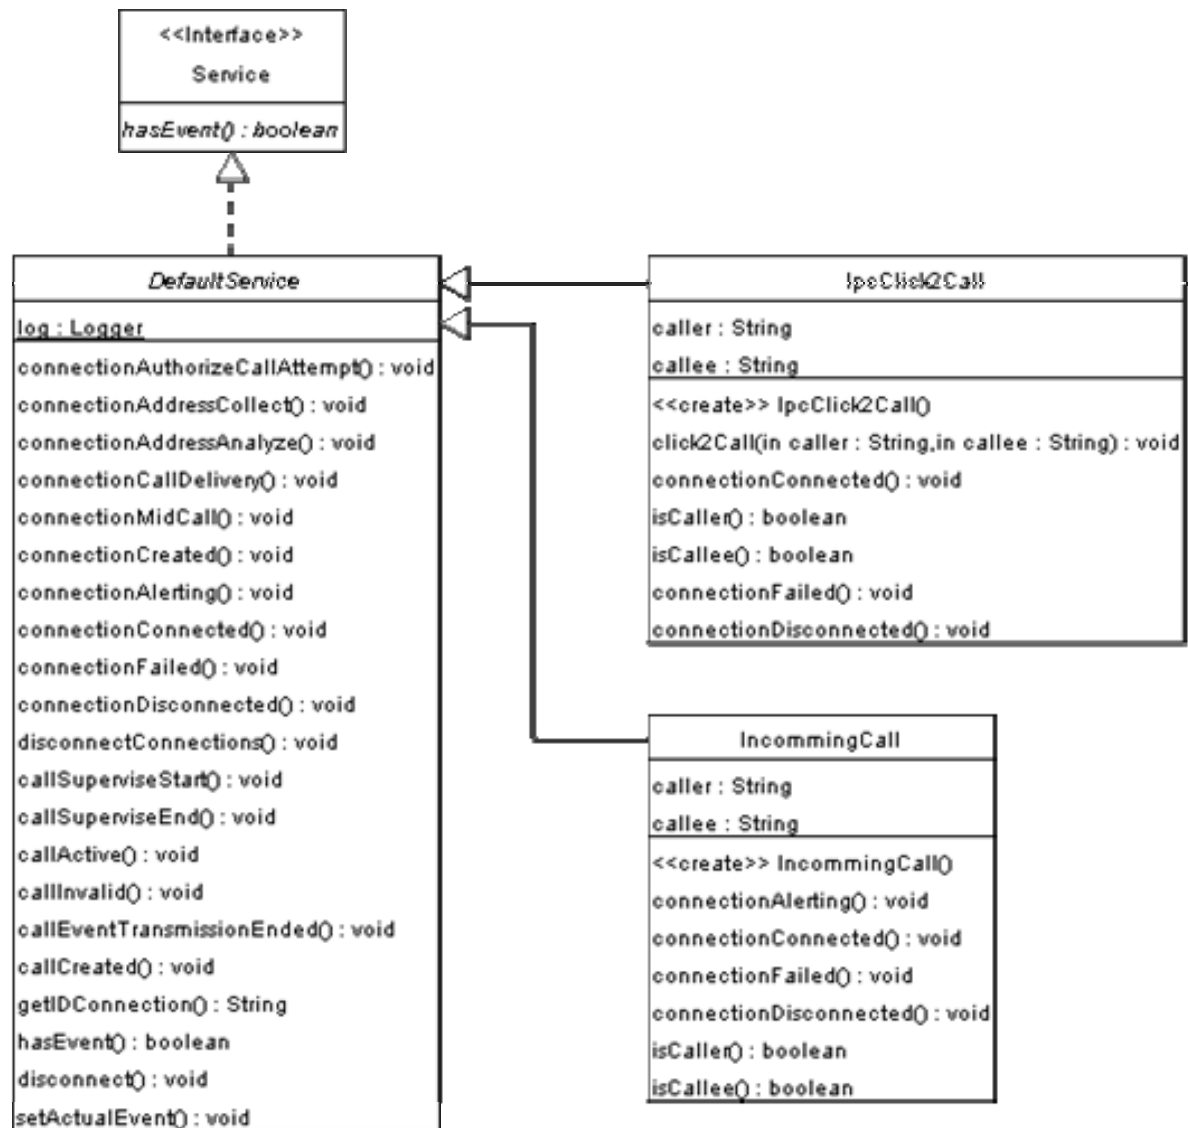 <<Interface>>
Service
hasEvent() : boolean
DefaultService
log : Logger
connectionAuthorizeCallAttempt() : void
connectionAddressCollect() : void
connectionAddressAnalyze() : void
connectionCallDelivery() : void
connectionMidCall() : void
connectionCreated() : void
connectionAlerting() : void
connectionConnected() : void
connectionFailed() : void
connectionDisconnected() : void
disconnectConnections() : void
callSuperviseStart() : void
callSuperviseEnd() : void
callActive() : void
callInvalid() : void
callEventTransmissionEnded() : void
callCreated() : void
getIDConnection() : String
hasEvent() : boolean
disconnect() : void
setActualEvent() : void
IpcClick2Call
caller : String
callee : String
<<create>> IpcClick2Call()
click2Call(in caller : String,in callee : String) : void
connectionConnected() : void
isCaller() : boolean
isCallee() : boolean
connectionFailed() : void
connectionDisconnected() : void
IncommingCall
caller : String
callee : String
<<create>> IncommingCall()
connectionAlerting() : void
connectionConnected() : void
connectionFailed() : void
connectionDisconnected() : void
isCaller() : boolean
isCallee() : boolean